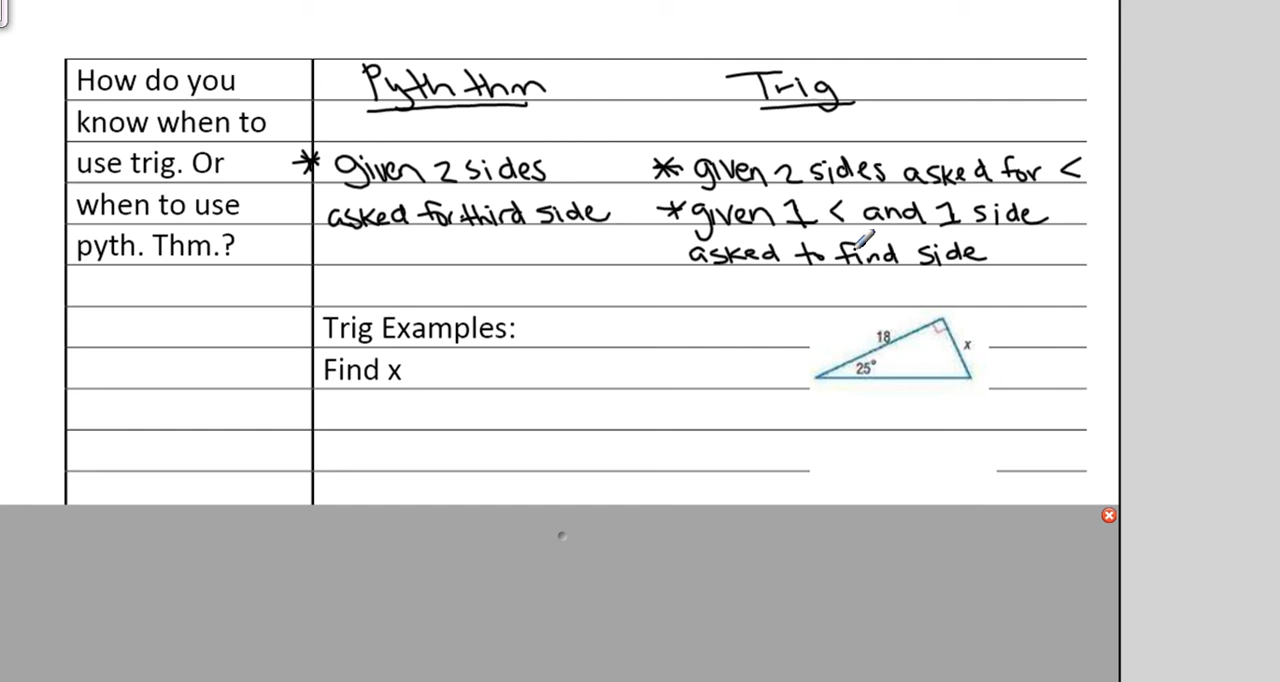 How do you
know when to
use trig. Or
when to use
pyth. Thm.?
Pyth thm
* given 2 sides
asked for third side
Trig
* given 2 sides asked for <
* given 1 < and 1 side
asked to find side
Trig Examples:
Find x
18
x
25°